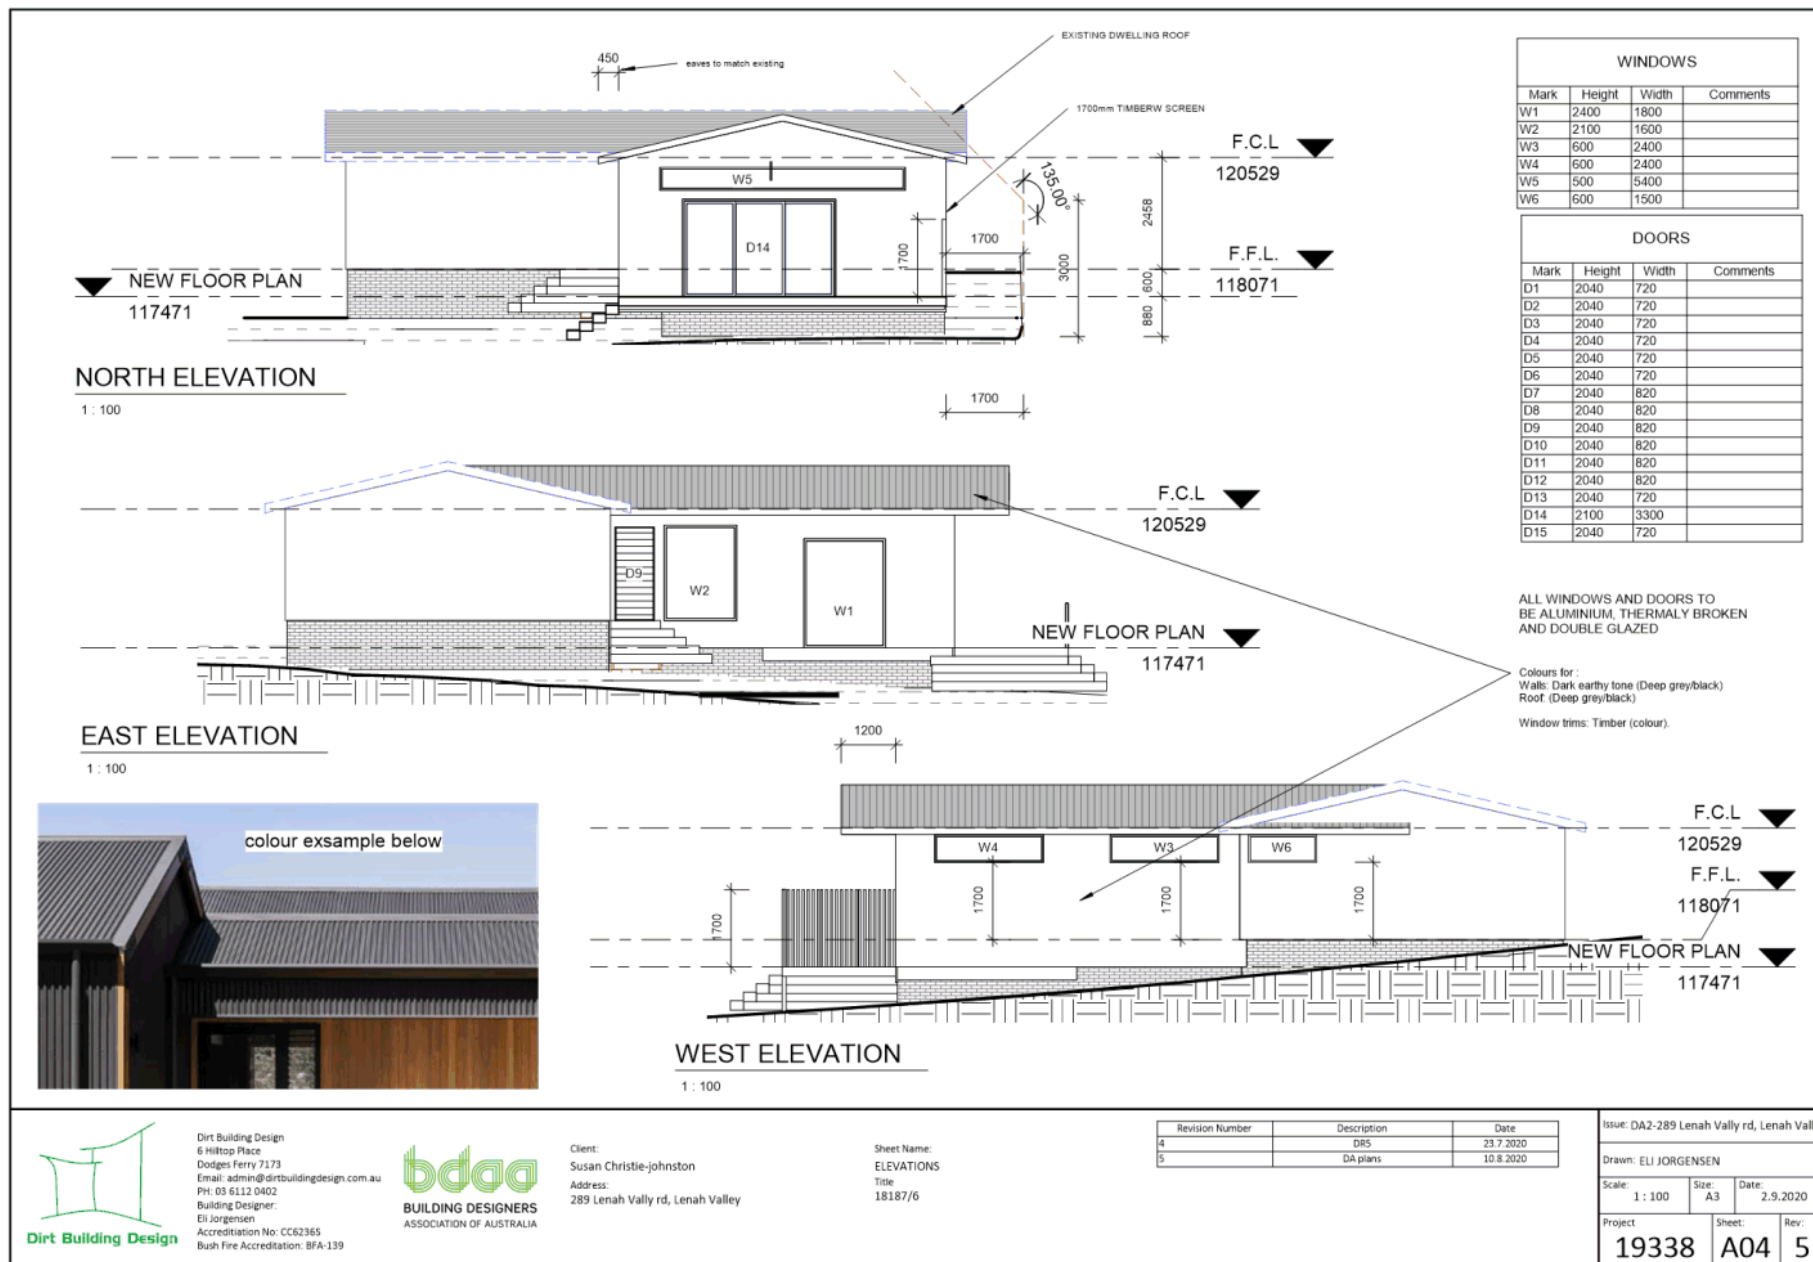 450
eaves to match existing
EXISTING DWELLING ROOF
1700mm TIMBERW SCREEN
F.C.L
120529
W5
135.00°
2458
D14
1700
1700
3000
F.F.L.
118071
600
880
NEW FLOOR PLAN
117471
NORTH ELEVATION
1 : 100
1700
F.C.L
120529
D9
W2
W1
NEW FLOOR PLAN
117471
EAST ELEVATION
1 : 100
1200
F.C.L
120529
W4
W3
W6
F.F.L.
118071
1700
1700
1700
1700
NEW FLOOR PLAN
117471
WEST ELEVATION
1 : 100
colour exsample below
WINDOWS
Mark Height Width Comments
W1 2400 1800
W2 2100 1600
W3 600 2400
W4 600 2400
W5 500 5400
W6 600 1500
DOORS
Mark Height Width Comments
D1 2040 720
D2 2040 720
D3 2040 720
D4 2040 720
D5 2040 720
D6 2040 720
D7 2040 820
D8 2040 820
D9 2040 820
D10 2040 820
D11 2040 820
D12 2040 820
D13 2040 720
D14 2100 3300
D15 2040 720
ALL WINDOWS AND DOORS TO
BE ALUMINIUM, THERMALY BROKEN
AND DOUBLE GLAZED
Colours for :
Walls: Dark earthy tone (Deep grey/black)
Roof: (Deep grey/black)
Window trims: Timber (colour).
Dirt Building Design
Dirt Building Design
6 Hilltop Place
Dodges Ferry 7173
Email: admin@dirtbuildingdesign.com.au
PH: 03 6112 0402
Building Designer:
Eli Jorgensen
Accreditiation No: CC6236S
Bush Fire Accreditation: BFA-139
bdaa
BUILDING DESIGNERS
ASSOCIATION OF AUSTRALIA
Client:
Susan Christie-johnston
Address:
289 Lenah Vally rd, Lenah Valley
Sheet Name:
ELEVATIONS
Title
18187/6
Revision Number Description Date
4 DR5 23.7.2020
5 DA plans 10.8.2020
Issue: DA2-289 Lenah Vally rd, Lenah Vall
Drawn: ELI JORGENSEN
Scale: 1 : 100 Size: A3 Date: 2.9.2020
Project 19338 Sheet: A04 Rev: 5